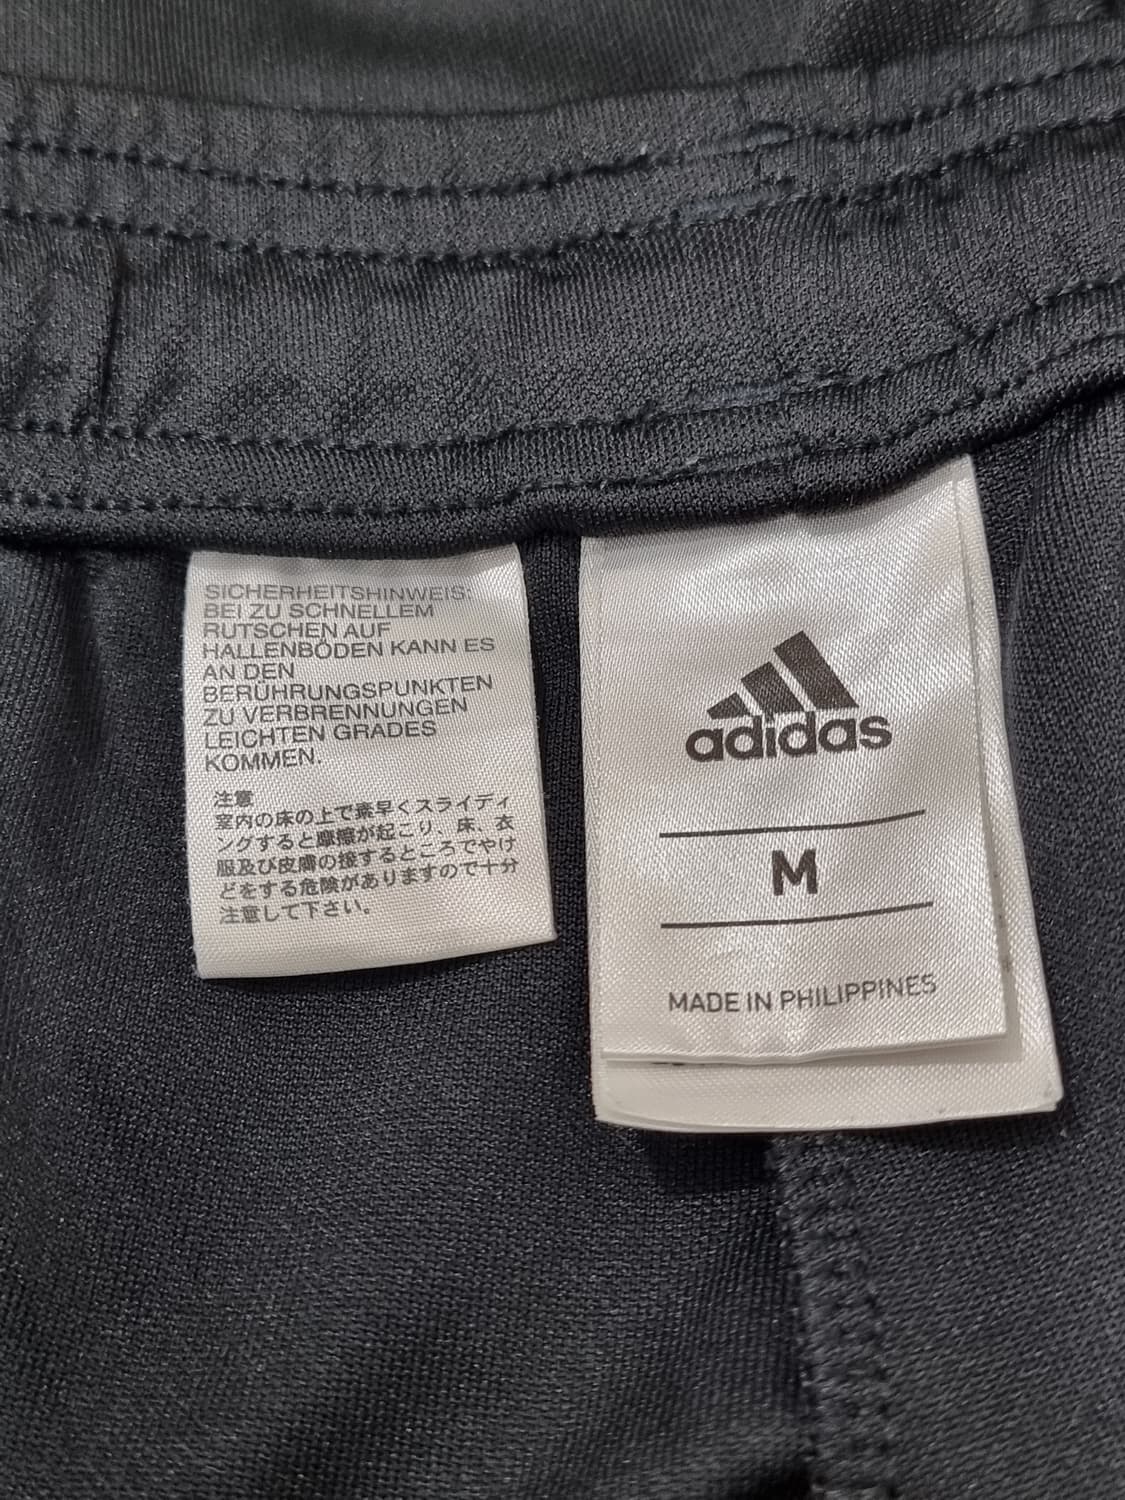 SICHERHEITSHINWEIS:
BEI ZU SCHNELLEM
RUTSCHEN AUF
HALLENBÖDEN KANN ES
AN DEN
BERÜHRUNGSPUNKTEN
ZU VERBRENNUNGEN
LEICHTEN GRADES
KOMMEN.
注意
室内の床の上で素早くスライディ
ングすると摩擦が起こり、床、衣
服及び皮膚の接するところでやけ
どをする危険がありますので十分
注意して下さい。
adidas
M
MADE IN PHILIPPINES